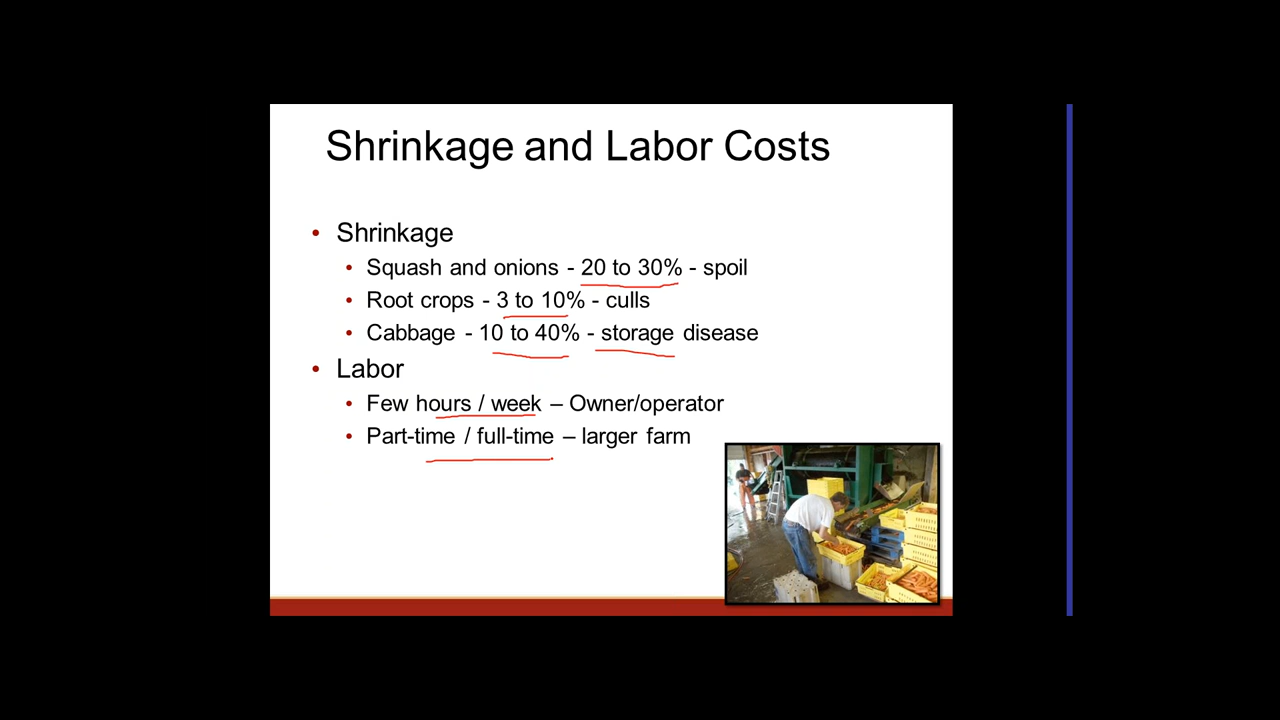 Shrinkage and Labor Costs
• Shrinkage
• Squash and onions - 20 to 30% - spoil
• Root crops - 3 to 10% - culls
• Cabbage - 10 to 40% - storage disease
• Labor
• Few hours / week – Owner/operator
• Part-time / full-time – larger farm